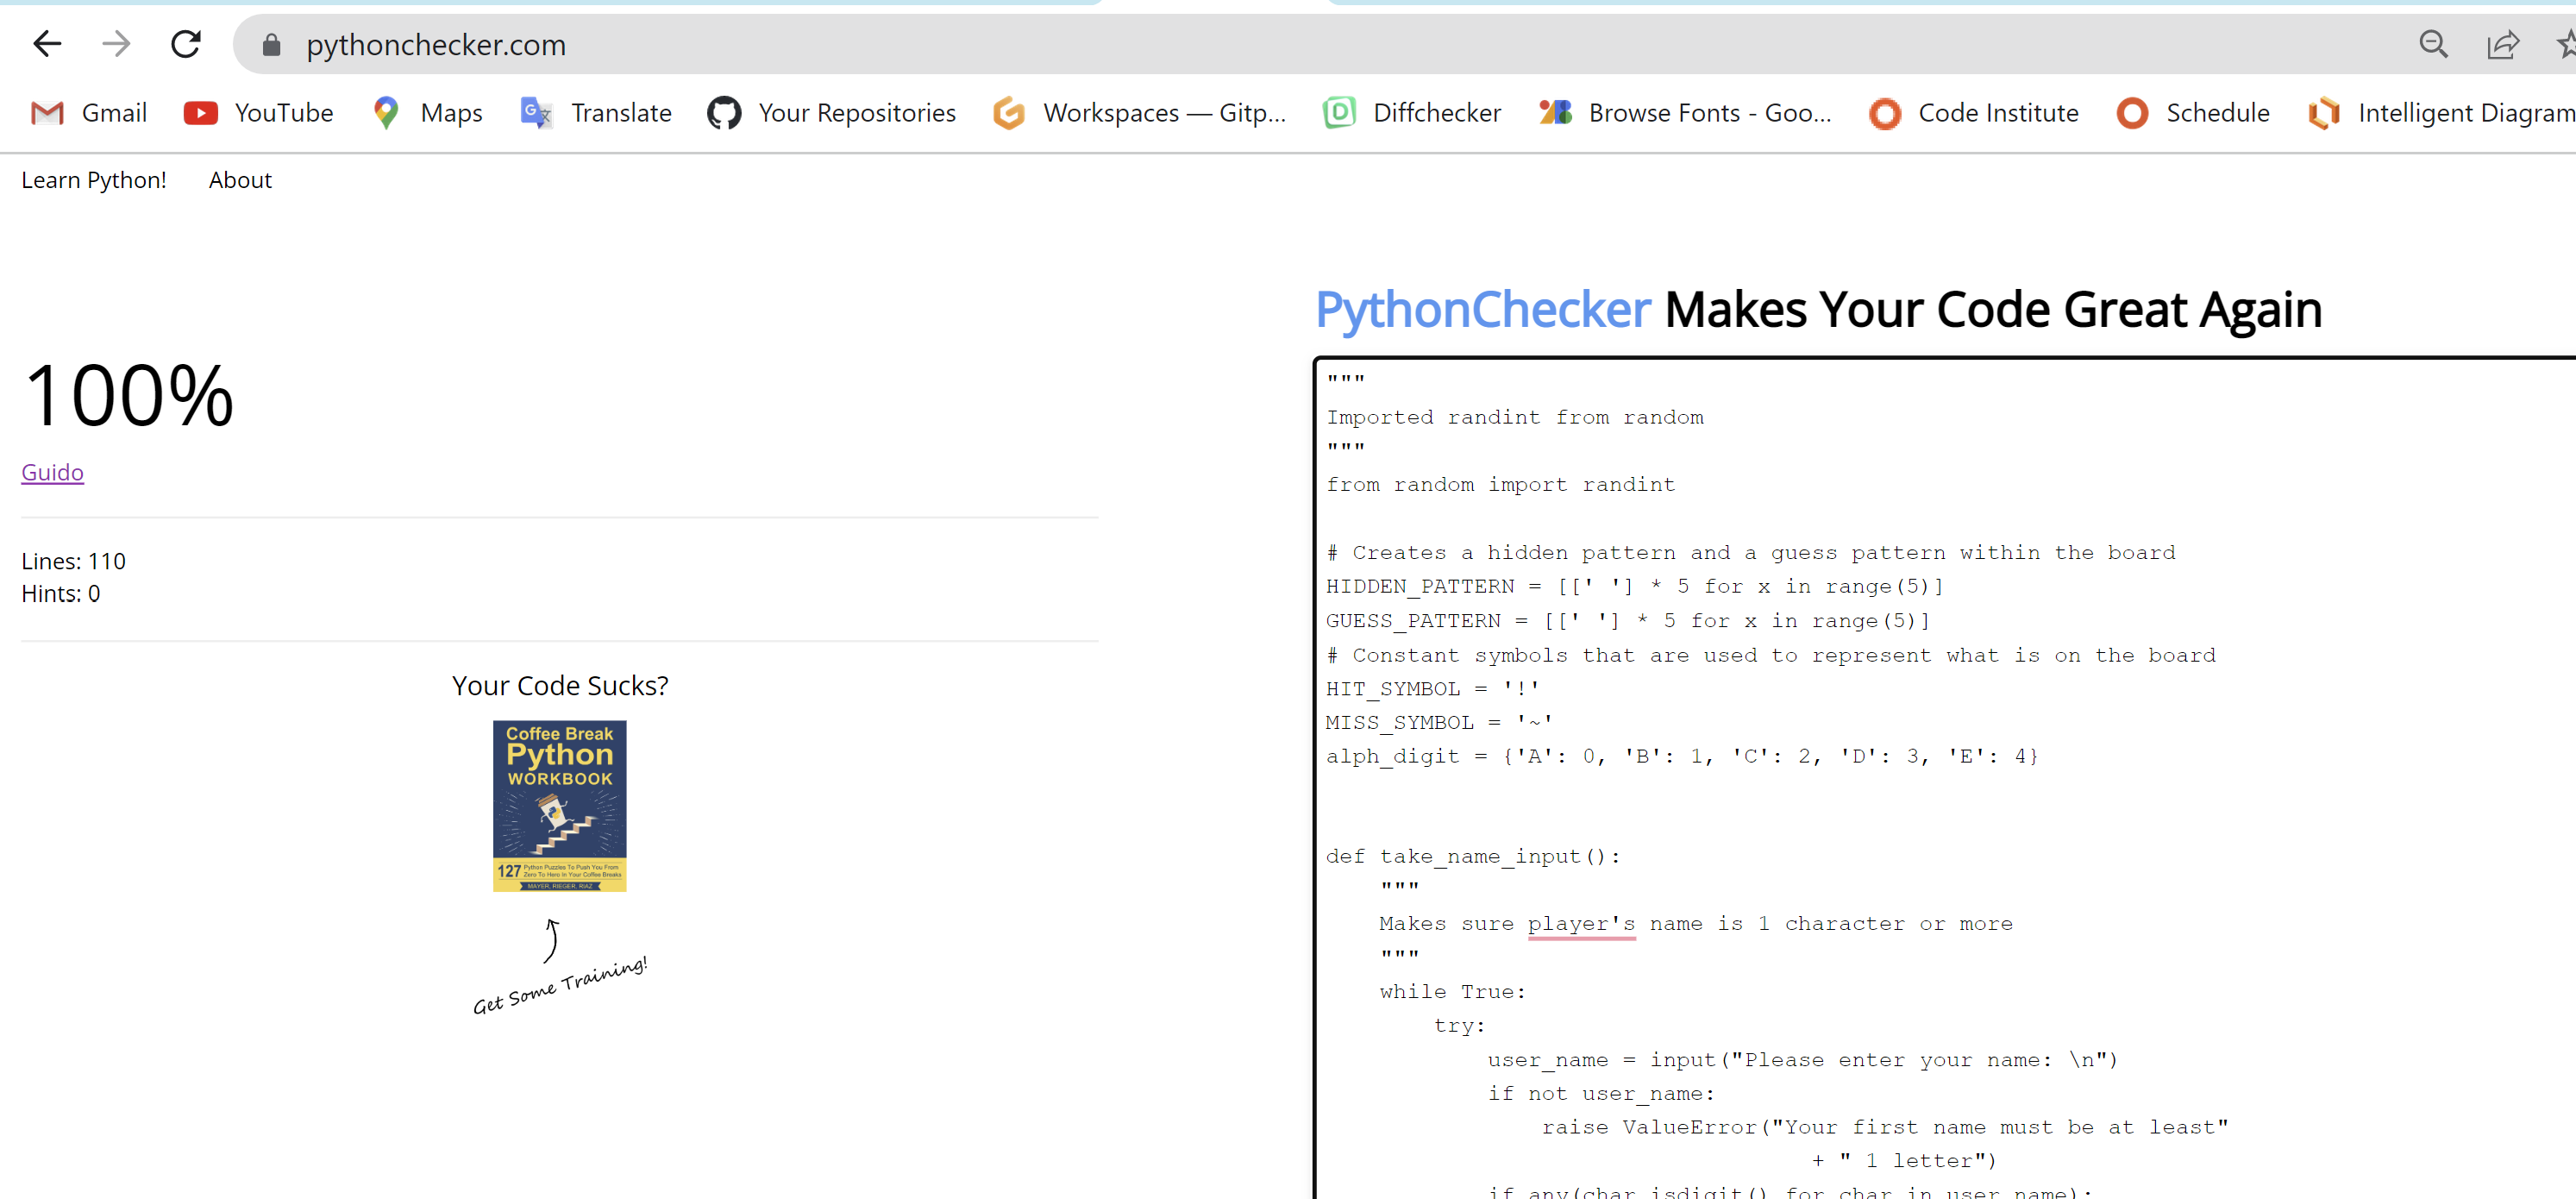 pythonchecker.com
Gmail YouTube Maps Translate Your Repositories Workspaces — Gitp... Diffchecker Browse Fonts - Goo... Code Institute Schedule Intelligent Diagram
Learn Python! About
100%
Guido
Lines: 110
Hints: 0
Your Code Sucks?
Coffee Break
Python
WORKBOOK
127 Python Puzzles To Push You From
Zero To Hero In Your Coffee Breaks
MAYER, RIEGER, RIAZ
Get Some Training!
PythonChecker Makes Your Code Great Again
"""
Imported randint from random
"""
from random import randint
# Creates a hidden pattern and a guess pattern within the board
HIDDEN_PATTERN = [[' '] * 5 for x in range(5)]
GUESS_PATTERN = [[' '] * 5 for x in range(5)]
# Constant symbols that are used to represent what is on the board
HIT_SYMBOL = '!'
MISS_SYMBOL = '~'
alph_digit = {'A': 0, 'B': 1, 'C': 2, 'D': 3, 'E': 4}
def take_name_input():
"""
Makes sure player's name is 1 character or more
"""
while True:
try:
user_name = input("Please enter your name: \n")
if not user_name:
raise ValueError("Your first name must be at least"
+ " 1 letter")
if any(char.isdigit() for char in user_name):